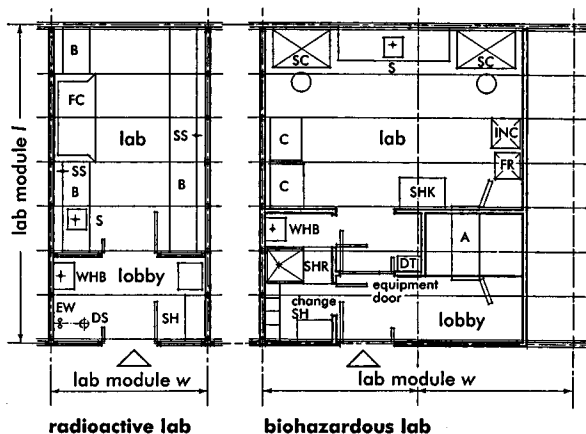 SC
S
SC
B
FC
lab
SS
lab
INC
C
FR
SS
B
B
C
SHK
S
WHB
A
WHB
lobby
SHR
DT
equipment
door
EW
DS
SH
change
SH
lobby
lab module l
lab module w
lab module w
radioactive lab
biohazardous lab